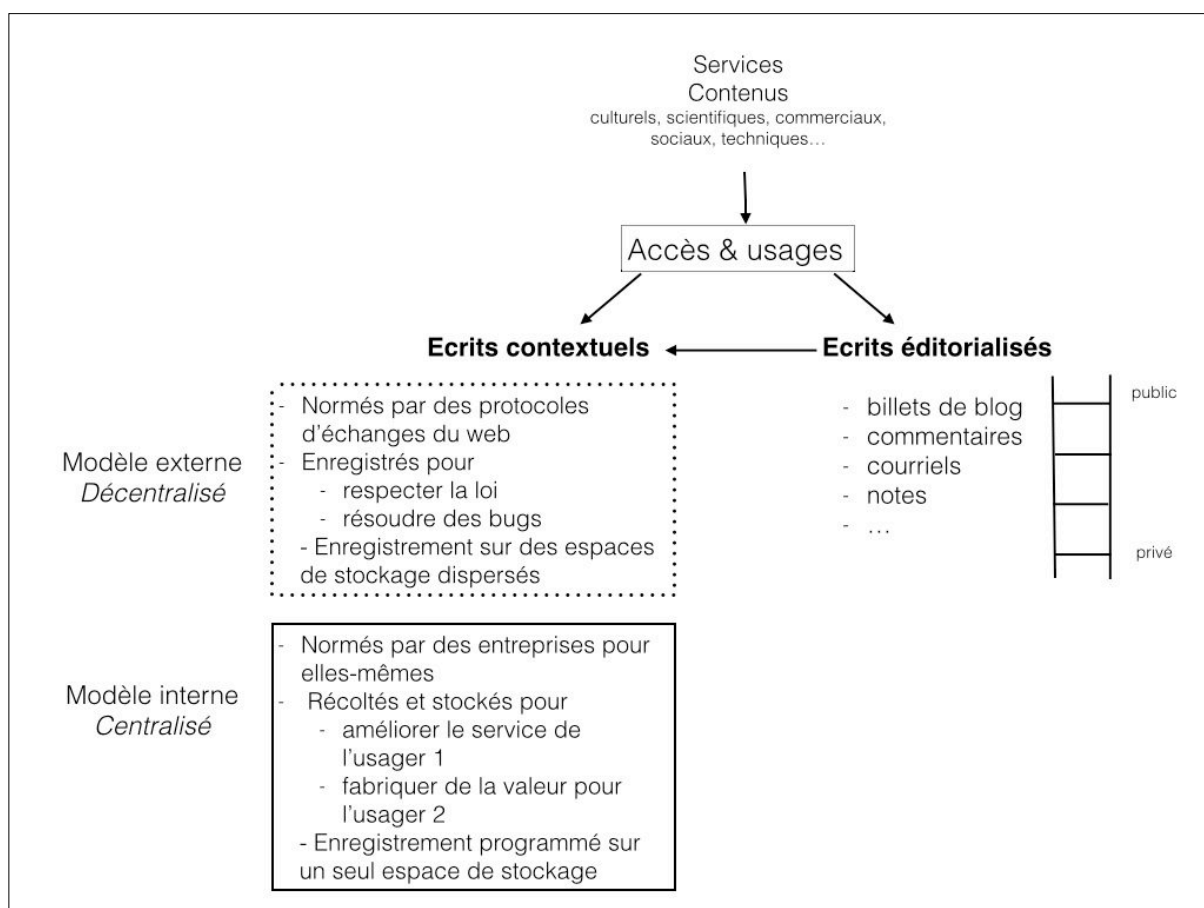 Services
Contenus
culturels, scientifiques, commerciaux,
sociaux, techniques…
Accès & usages
Ecrits contextuels
Ecrits éditorialisés
Modèle externe
Décentralisé
- Normés par des protocoles
d'échanges du web
- Enregistrés pour
- respecter la loi
- résoudre des bugs
- Enregistrement sur des espaces
de stockage dispersés
- billets de blog
- commentaires
- courriels
- notes
- …
public
privé
Modèle interne
Centralisé
- Normés par des entreprises pour
elles-mêmes
- Récoltés et stockés pour
- améliorer le service de
l'usager 1
- fabriquer de la valeur pour
l'usager 2
- Enregistrement programmé sur
un seul espace de stockage